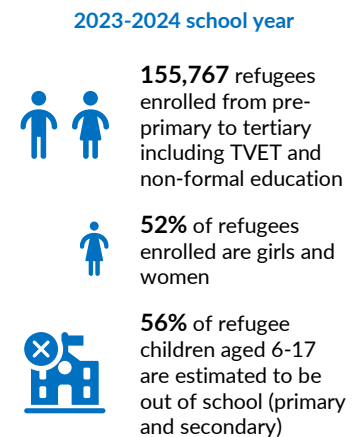 2023-2024 school year
155,767 refugees
enrolled from pre-
primary to tertiary
including TVET and
non-formal education
52% of refugees
enrolled are girls and
women
56% of refugee
children aged 6-17
are estimated to be
out of school (primary
and secondary)